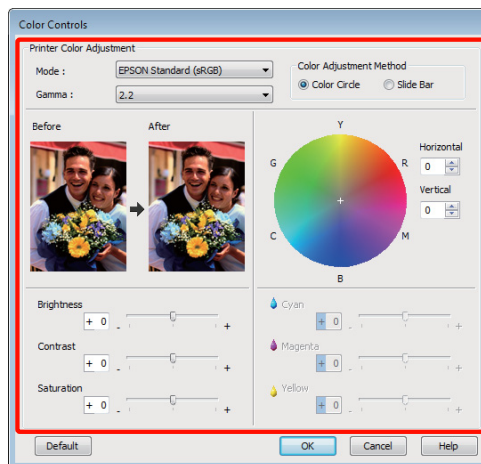 Color Controls
Printer Color Adjustment
Mode :
EPSON Standard (sRGB)
Gamma :
2.2
Color Adjustment Method
Color Circle
Slide Bar
Before
After
Y
G
R
C
M
B
Horizontal
0
Vertical
0
Brightness
+ 0
- +
Contrast
+ 0
- +
Saturation
+ 0
- +
Cyan
+ 0
- +
Magenta
+ 0
- +
Yellow
+ 0
- +
Default
OK
Cancel
Help